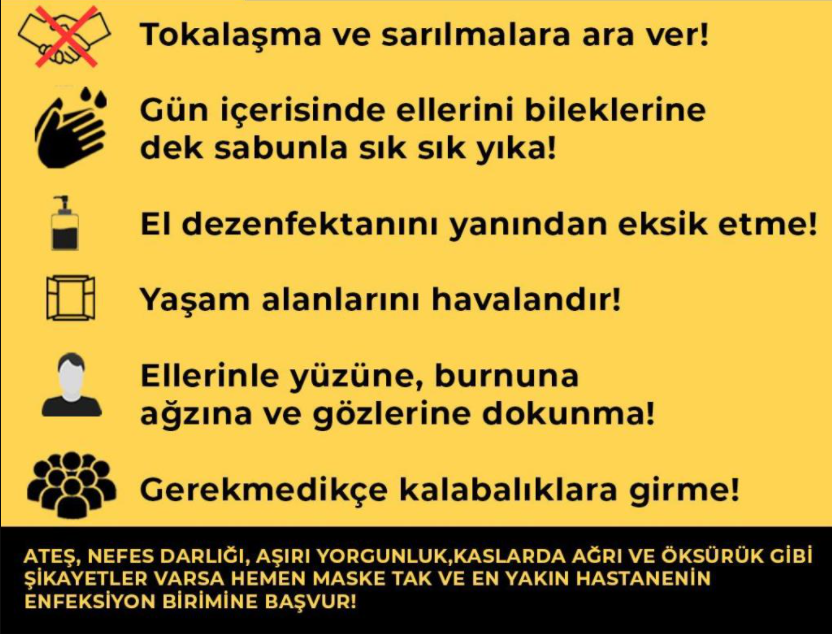 Tokalaşma ve sarılmalara ara ver!
Gün içerisinde ellerini bileklerine
dek sabunla sık sık yıka!
El dezenfektanını yanından eksik etme!
Yaşam alanlarını havalandır!
Ellerinle yüzüne, burnuna
ağzına ve gözlerine dokunma!
Gerekmedikçe kalabalıklara girme!
ATEŞ, NEFES DARLIĞI, AŞIRI YORGUNLUK,KASLARDA AĞRI VE ÖKSÜRÜK GİBİ
ŞİKAYETLER VARSA HEMEN MASKE TAK VE EN YAKIN HASTANENİN
ENFEKSİYON BİRİMİNE BAŞVUR!